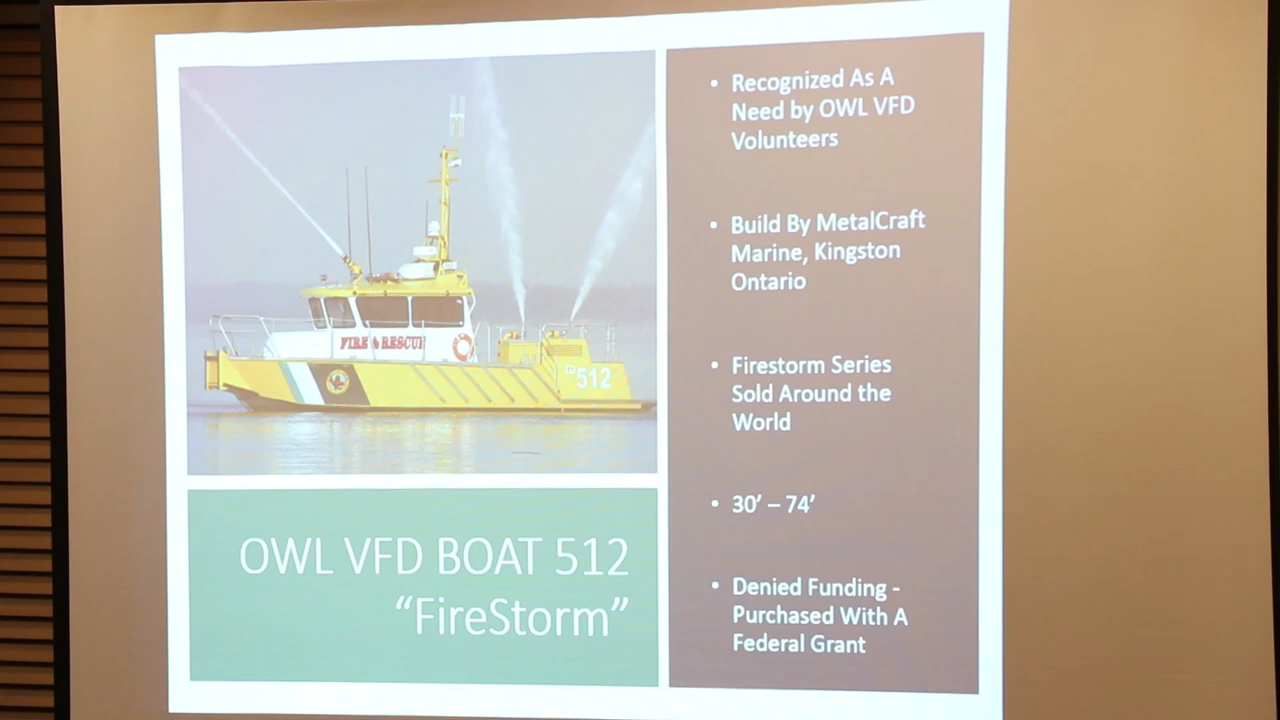 FIRE & RESCUE
512
OWL VFD BOAT 512
“FireStorm”
• Recognized As A
Need by OWL VFD
Volunteers
• Build By MetalCraft
Marine, Kingston
Ontario
• Firestorm Series
Sold Around the
World
• 30’ – 74’
• Denied Funding -
Purchased With A
Federal Grant